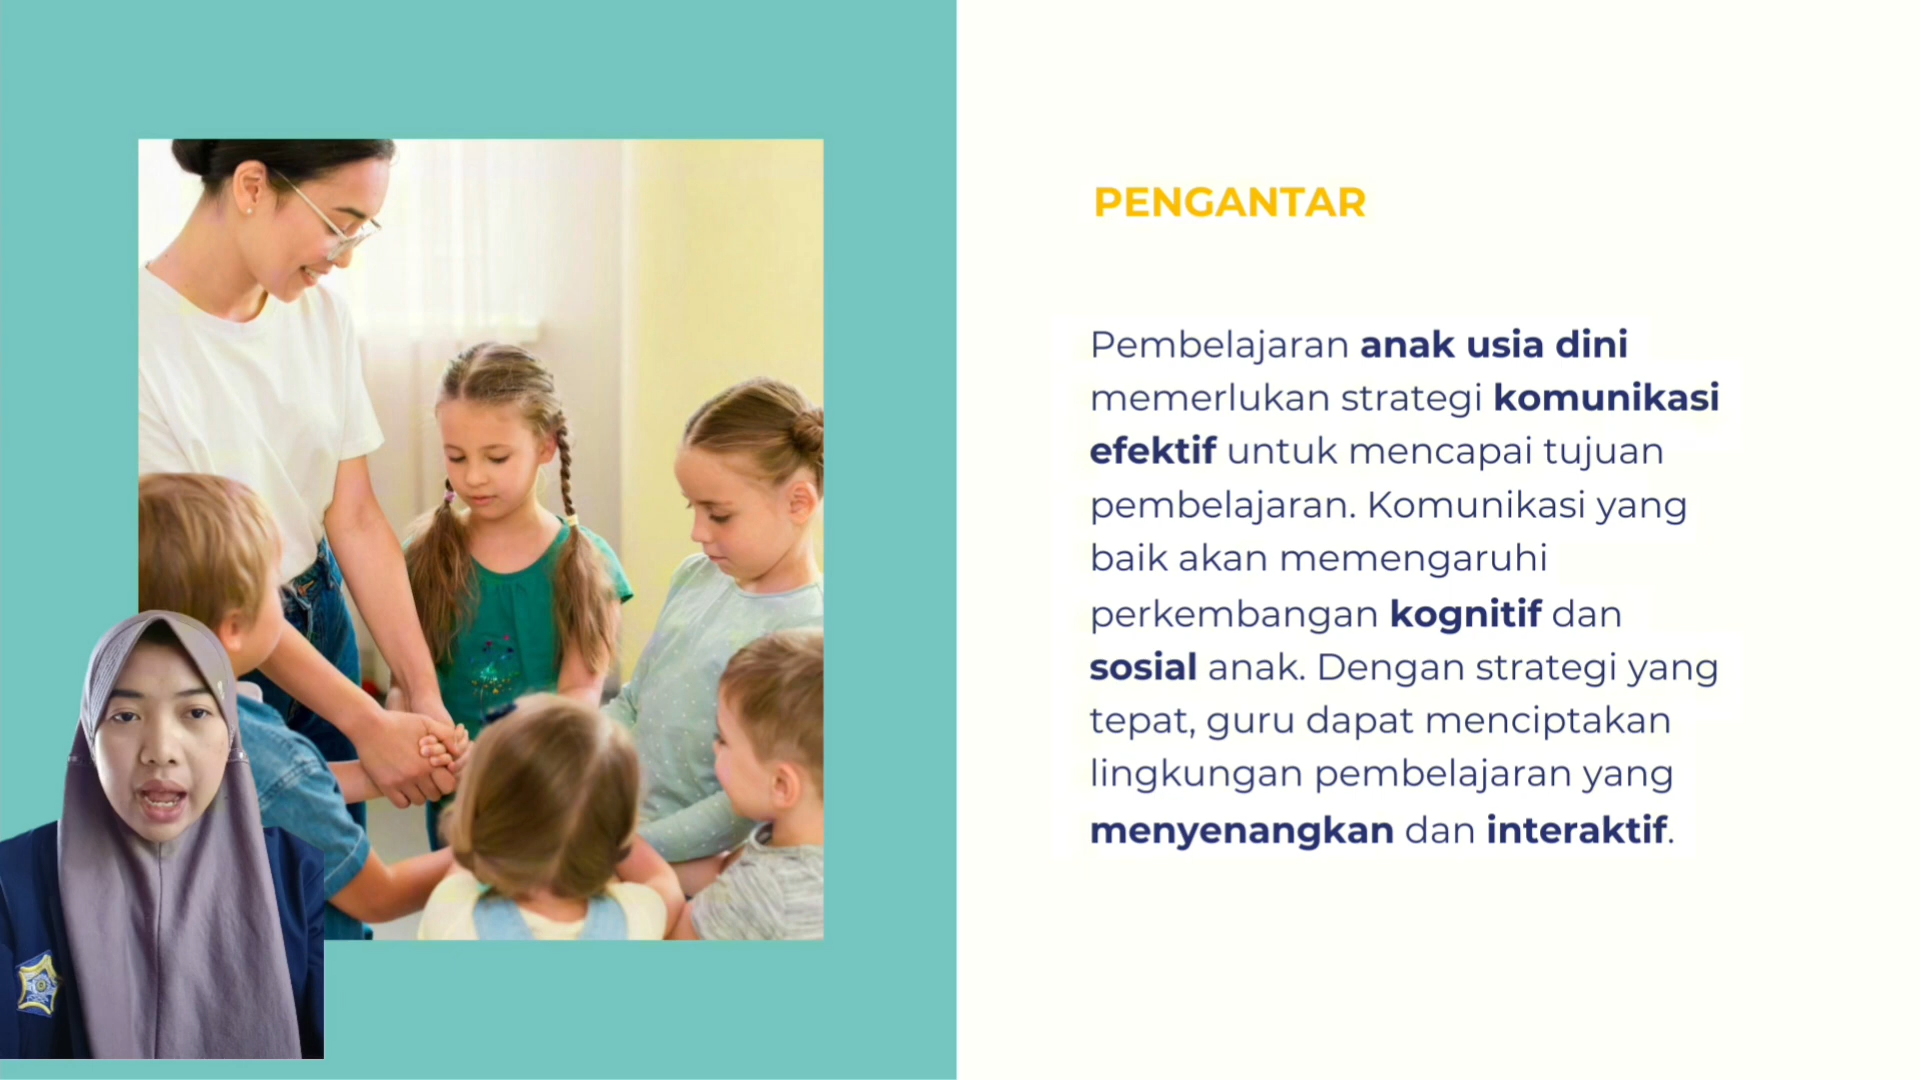 PENGANTAR
Pembelajaran anak usia dini
memerlukan strategi komunikasi
efektif untuk mencapai tujuan
pembelajaran. Komunikasi yang
baik akan memengaruhi
perkembangan kognitif dan
sosial anak. Dengan strategi yang
tepat, guru dapat menciptakan
lingkungan pembelajaran yang
menyenangkan dan interaktif.